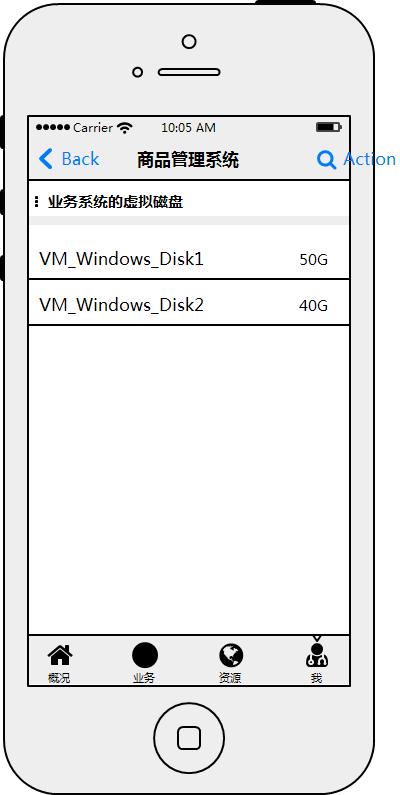 Carrier 10:05 AM
Back 商品管理系统 Action
业务系统的虚拟磁盘
VM_Windows_Disk1 50G
VM_Windows_Disk2 40G
概况 业务 资源 我